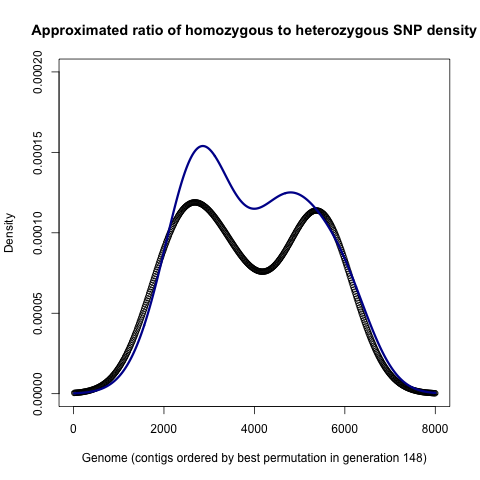 Approximated ratio of homozygous to heterozygous SNP density
0.00020
0.00015
0.00010
0.00005
0.00000
Density
0 2000 4000 6000 8000
Genome (contigs ordered by best permutation in generation 148)